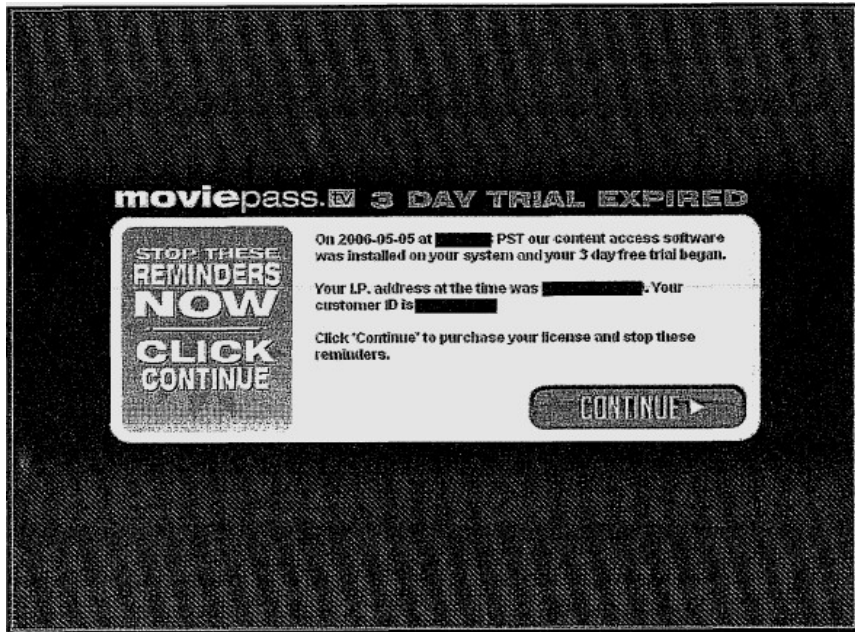 moviepass.tv 3 DAY TRIAL EXPIRED
STOP THESE
REMINDERS
NOW
CLICK
CONTINUE
On 2006-05-05 at PST our content access software
was installed on your system and your 3 day free trial began.
Your I.P. address at the time was . Your
customer ID is
Click "Continue" to purchase your license and stop these
reminders.
CONTINUE